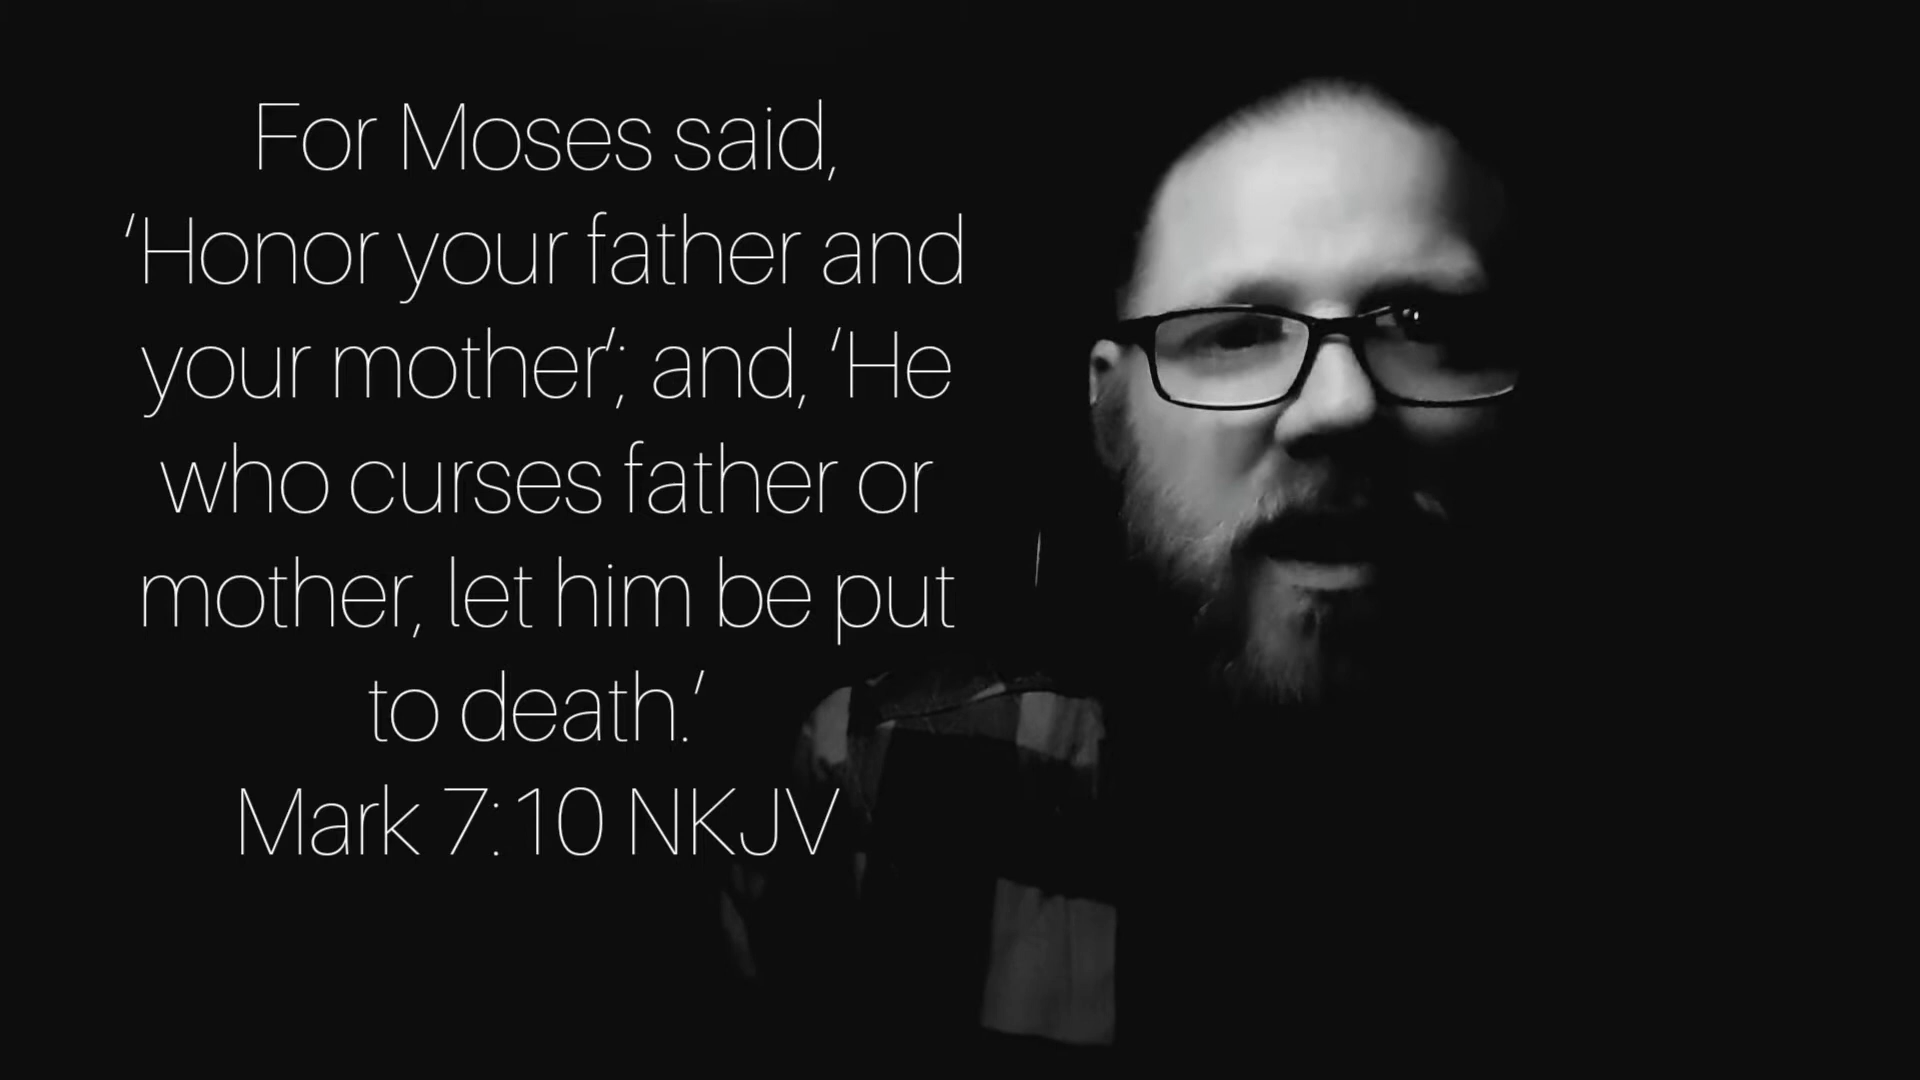 For Moses said,
‘Honor your father and
your mother’; and, ‘He
who curses father or
mother, let him be put
to death.’
Mark 7:10 NKJV